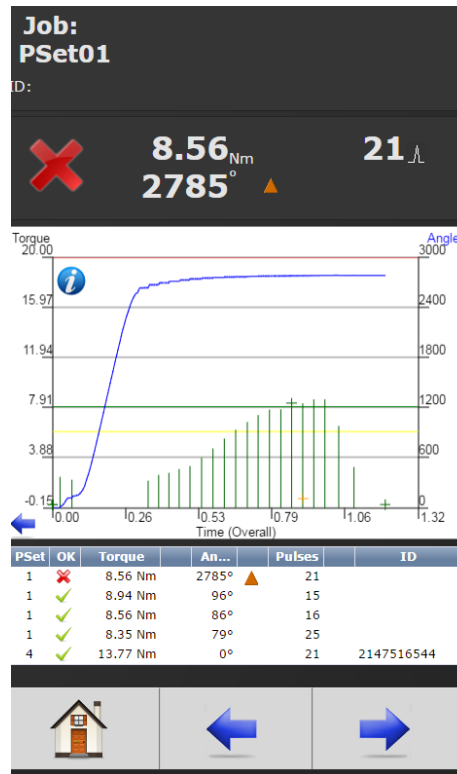 Job:
PSet01
ID:
8.56 Nm 21
2785°
Torque Angle
20.00 3000
15.97 2400
11.94 1800
7.91 1200
3.88 600
-0.15 0
0.00 0.26 0.53 0.79 1.06 1.32
Time (Overall)
PSet OK Torque An... Pulses ID
1 8.56 Nm 2785° 21
1 8.94 Nm 96° 15
1 8.56 Nm 86° 16
1 8.35 Nm 79° 25
4 13.77 Nm 0° 21 2147516544